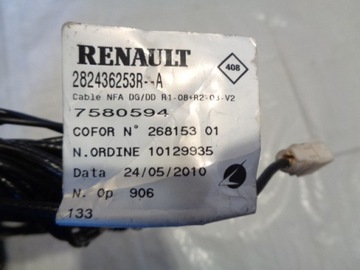 RENAULT
408
282436253R--A
Cable NFA DG/DD R1-08+R2-03-V2
7580594
COFOR N° 268153 01
N.ORDINE 10129935
Data 24/05/2010
N. Op 906
133